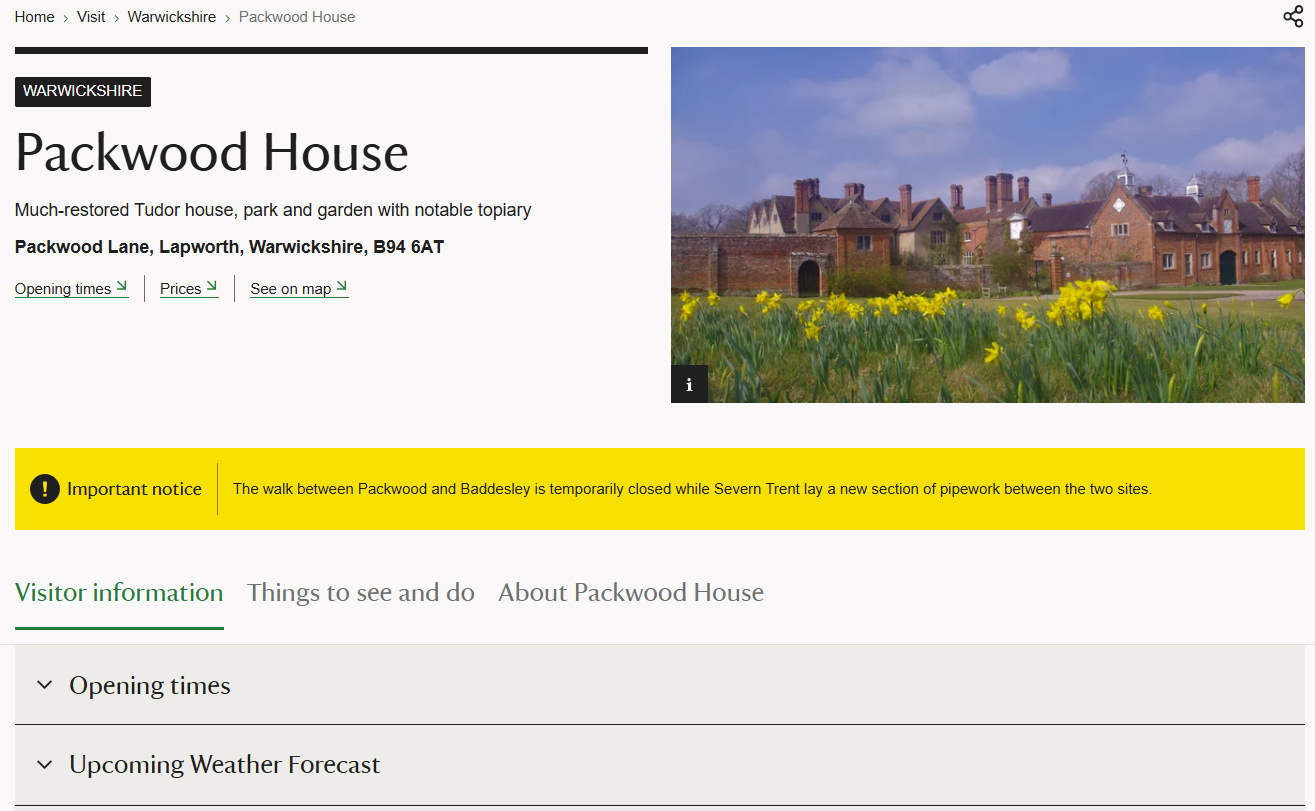 Home > Visit > Warwickshire > Packwood House
WARWICKSHIRE
Packwood House
Much-restored Tudor house, park and garden with notable topiary
Packwood Lane, Lapworth, Warwickshire, B94 6AT
Opening times | Prices | See on map
i
! Important notice | The walk between Packwood and Baddesley is temporarily closed while Severn Trent lay a new section of pipework between the two sites.
Visitor information Things to see and do About Packwood House
Opening times
Upcoming Weather Forecast